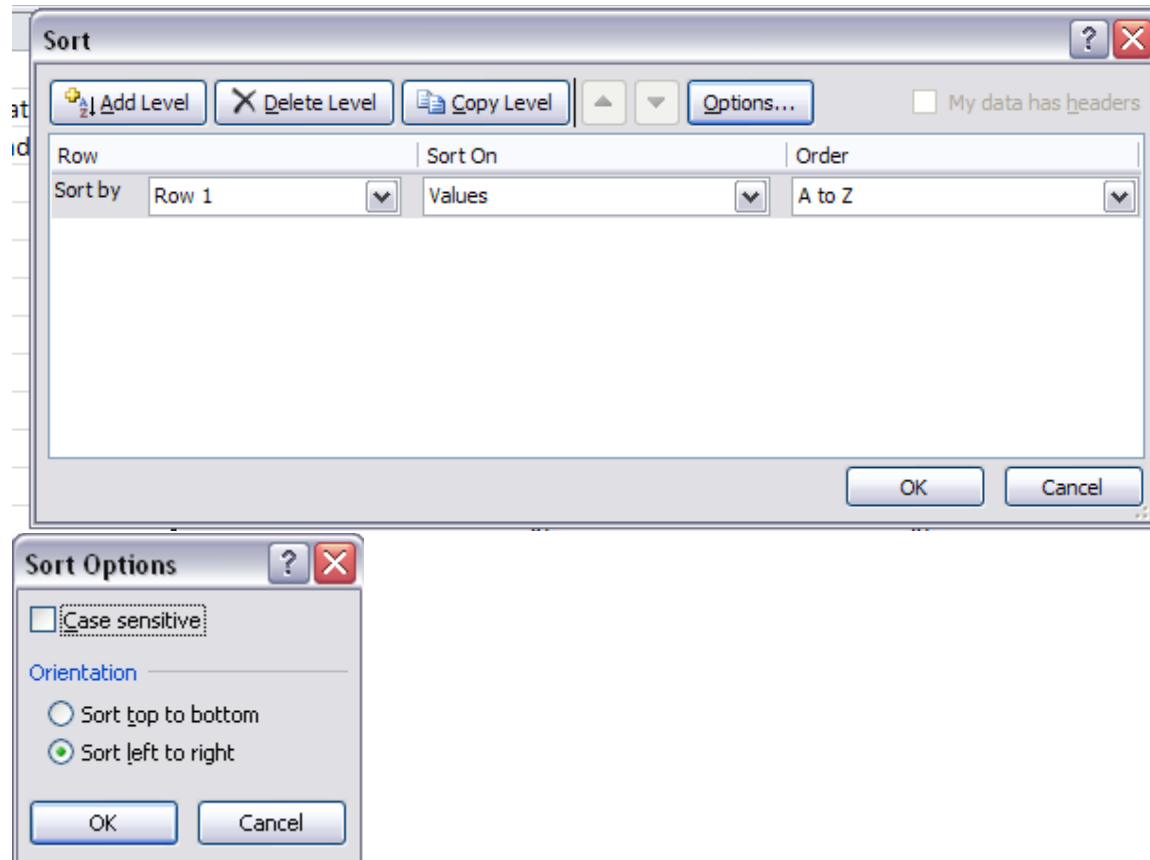 Sort
Add Level Delete Level Copy Level Options... My data has headers
Row Sort On Order
Sort by Row 1 Values A to Z
OK Cancel
Sort Options
Case sensitive
Orientation
Sort top to bottom
Sort left to right
OK Cancel